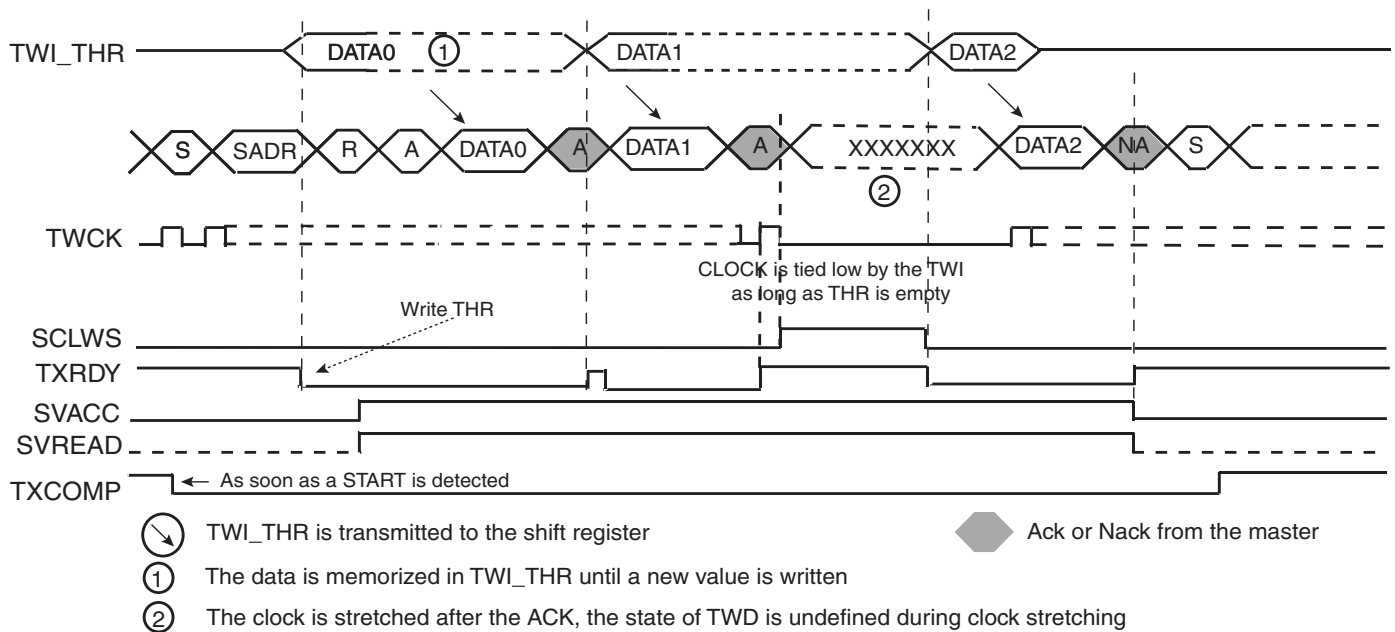 TWI_THR DATA0 1 DATA1 DATA2
S SADR R A DATA0 A DATA1 A XXXXXXX DATA2 NA S
2
TWCK
CLOCK is tied low by the TWI
as long as THR is empty
Write THR
SCLWS
TXRDY
SVACC
SVREAD
TXCOMP As soon as a START is detected
TWI_THR is transmitted to the shift register Ack or Nack from the master
1 The data is memorized in TWI_THR until a new value is written
2 The clock is stretched after the ACK, the state of TWD is undefined during clock stretching